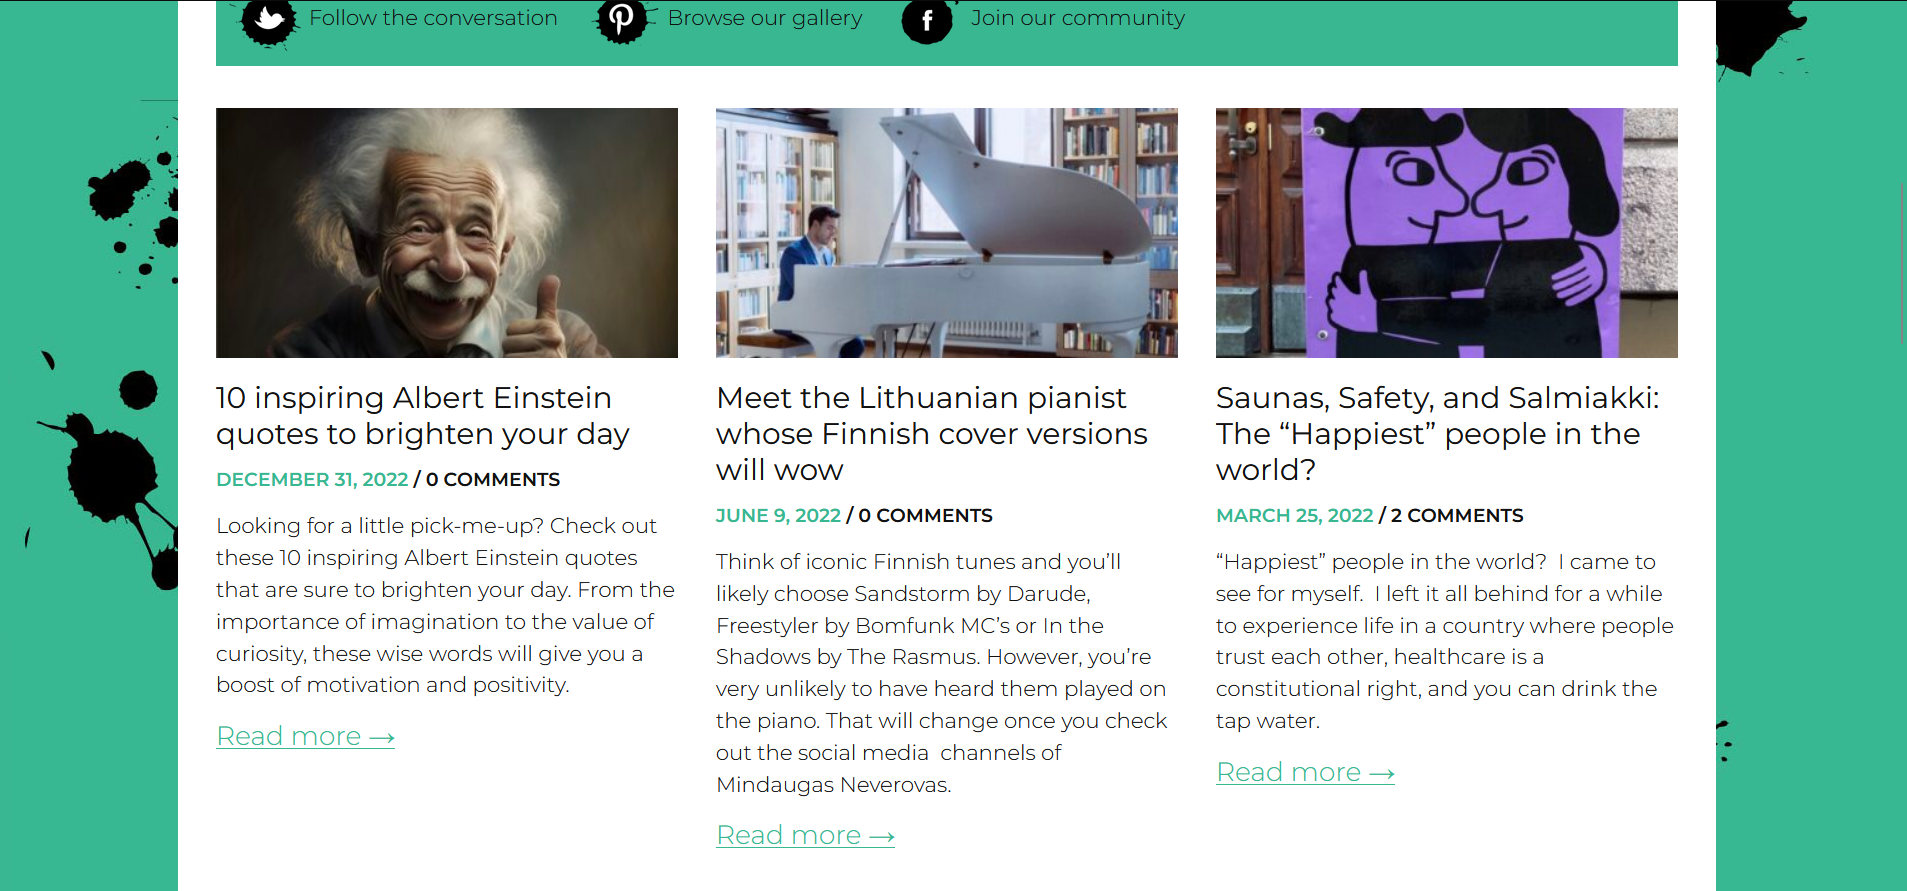 Follow the conversation Browse our gallery Join our community
10 inspiring Albert Einstein
quotes to brighten your day
DECEMBER 31, 2022 / 0 COMMENTS
Looking for a little pick-me-up? Check out
these 10 inspiring Albert Einstein quotes
that are sure to brighten your day. From the
importance of imagination to the value of
curiosity, these wise words will give you a
boost of motivation and positivity.
Read more →
Meet the Lithuanian pianist
whose Finnish cover versions
will wow
JUNE 9, 2022 / 0 COMMENTS
Think of iconic Finnish tunes and you’ll
likely choose Sandstorm by Darude,
Freestyler by Bomfunk MC’s or In the
Shadows by The Rasmus. However, you’re
very unlikely to have heard them played on
the piano. That will change once you check
out the social media  channels of
Mindaugas Neverovas.
Read more →
Saunas, Safety, and Salmiakki:
The “Happiest” people in the
world?
MARCH 25, 2022 / 2 COMMENTS
“Happiest” people in the world?  I came to
see for myself.  I left it all behind for a while
to experience life in a country where people
trust each other, healthcare is a
constitutional right, and you can drink the
tap water.
Read more →